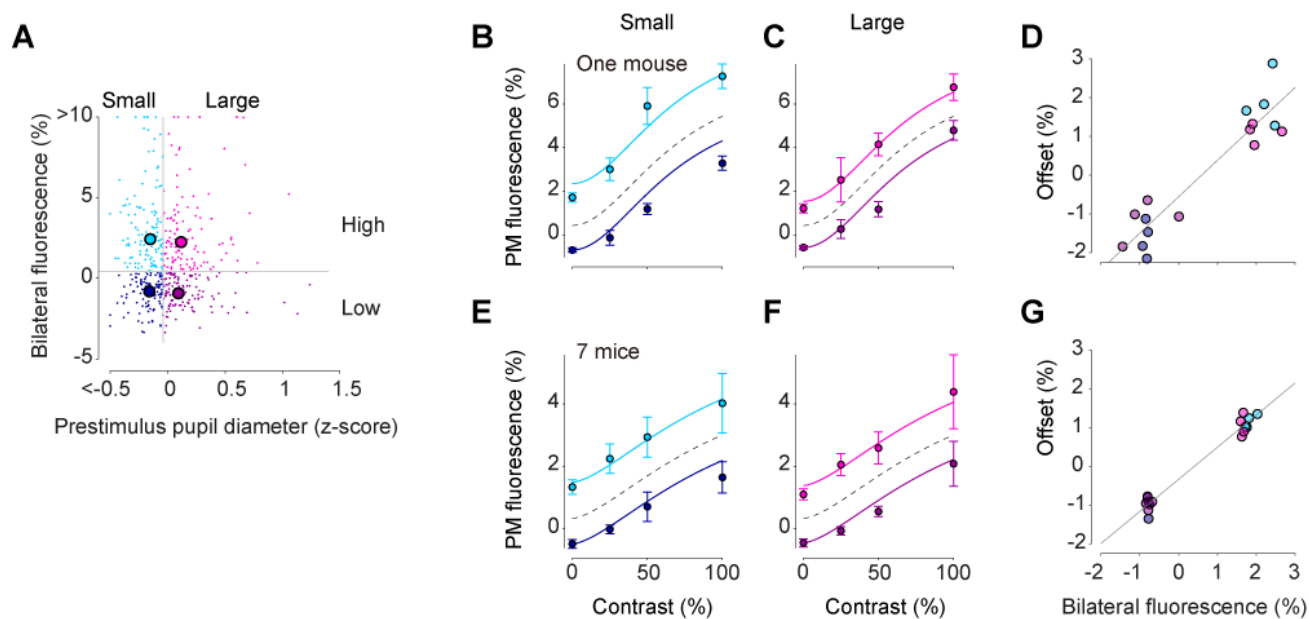 A
Small
Large
>10
5
0
-5
Bilateral fluorescence (%)
High
Low
<-0.5
0
0.5
1
1.5
Prestimulus pupil diameter (z-score)
Small
B
One mouse
6
4
2
0
PM fluorescence (%)
Large
C
6
4
2
0
D
3
2
1
0
-1
-2
Offset (%)
E
7 mice
4
2
0
PM fluorescence (%)
0
50
100
Contrast (%)
F
4
2
0
0
50
100
Contrast (%)
G
3
2
1
0
-1
-2
Offset (%)
-2
-1
0
1
2
3
Bilateral fluorescence (%)